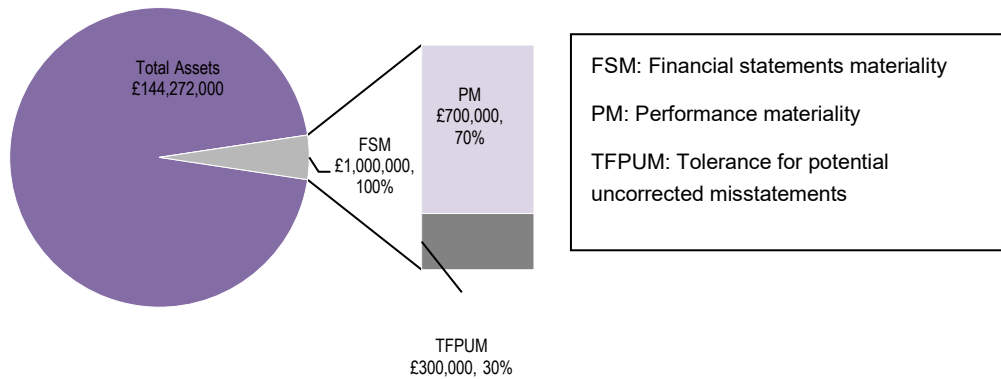 Total Assets
£144,272,000
FSM
£1,000,000,
100%
PM
£700,000,
70%
TFPUM
£300,000, 30%
FSM: Financial statements materiality
PM: Performance materiality
TFPUM: Tolerance for potential
uncorrected misstatements